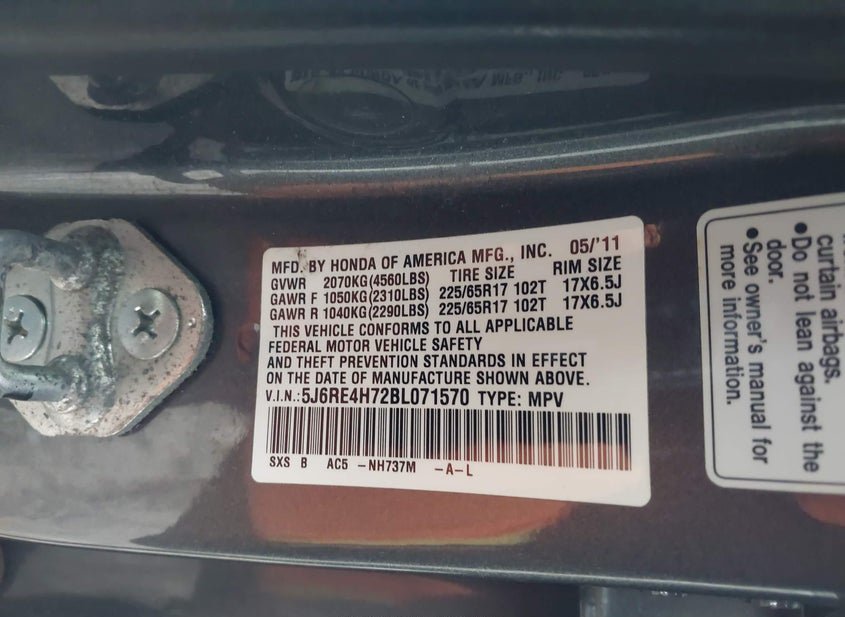 MFD. BY HONDA OF AMERICA MFG., INC. 05/'11
GVWR 2070KG(4560LBS) TIRE SIZE RIM SIZE
GAWR F 1050KG(2310LBS) 225/65R17 102T 17X6.5J
GAWR R 1040KG(2290LBS) 225/65R17 102T 17X6.5J
THIS VEHICLE CONFORMS TO ALL APPLICABLE
FEDERAL MOTOR VEHICLE SAFETY
AND THEFT PREVENTION STANDARDS IN EFFECT
ON THE DATE OF MANUFACTURE SHOWN ABOVE.
V.I.N.:5J6RE4H72BL071570 TYPE: MPV
SXS B AC5 -NH737M -A-L
curtain airbags.
•Do not lean against the
door.
•See owner's manual for
more information.